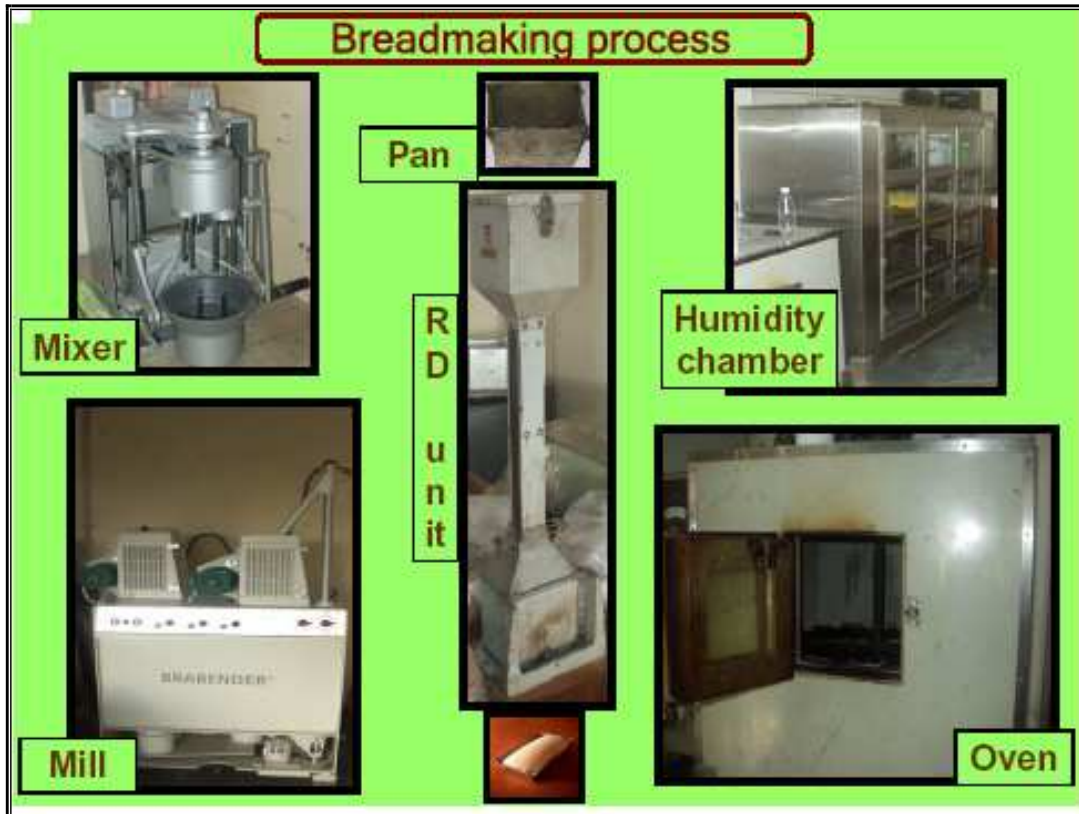 Breadmaking process
Pan
Mixer
R
D
u
n
it
Humidity
chamber
BRABENDER
Mill
Oven